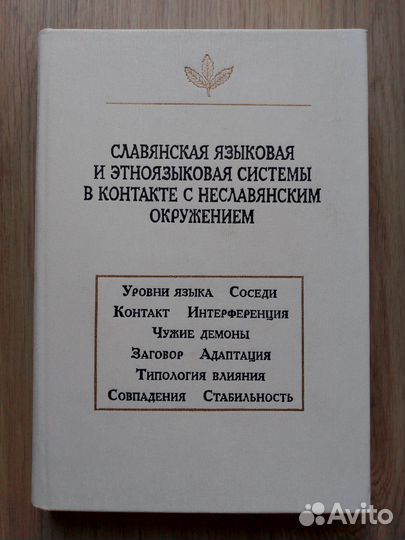 СЛАВЯНСКАЯ ЯЗЫКОВАЯ
И ЭТНОЯЗЫКОВАЯ СИСТЕМЫ
В КОНТАКТЕ С НЕСЛАВЯНСКИМ
ОКРУЖЕНИЕМ
УРОВНИ ЯЗЫКА СОСЕДИ
КОНТАКТ ИНТЕРФЕРЕНЦИЯ
ЧУЖИЕ ДЕМОНЫ
ЗАГОВОР АДАПТАЦИЯ
ТИПОЛОГИЯ ВЛИЯНИЯ
СОВПАДЕНИЯ СТАБИЛЬНОСТЬ
Avito